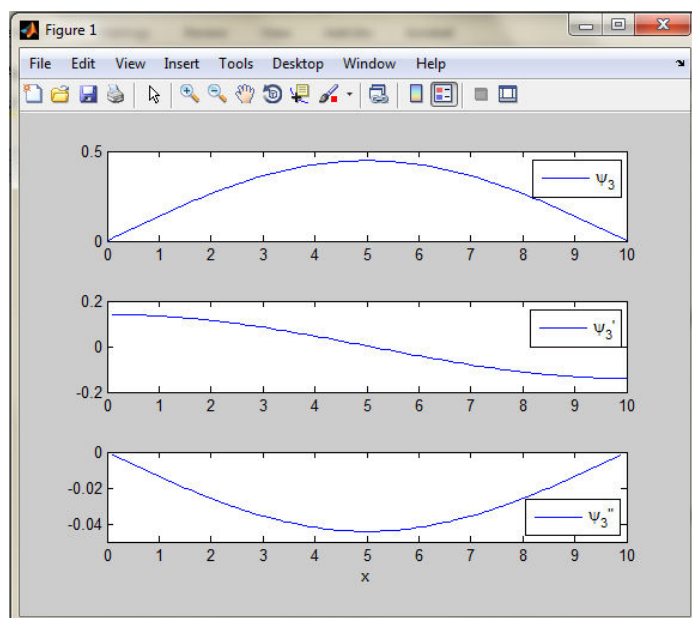 Figure 1
File Edit View Insert Tools Desktop Window Help
0.5
0
ψ3
0 1 2 3 4 5 6 7 8 9 10
0.2
0
-0.2
ψ3'
0 1 2 3 4 5 6 7 8 9 10
0
-0.02
-0.04
ψ3''
0 1 2 3 4 5 6 7 8 9 10
x